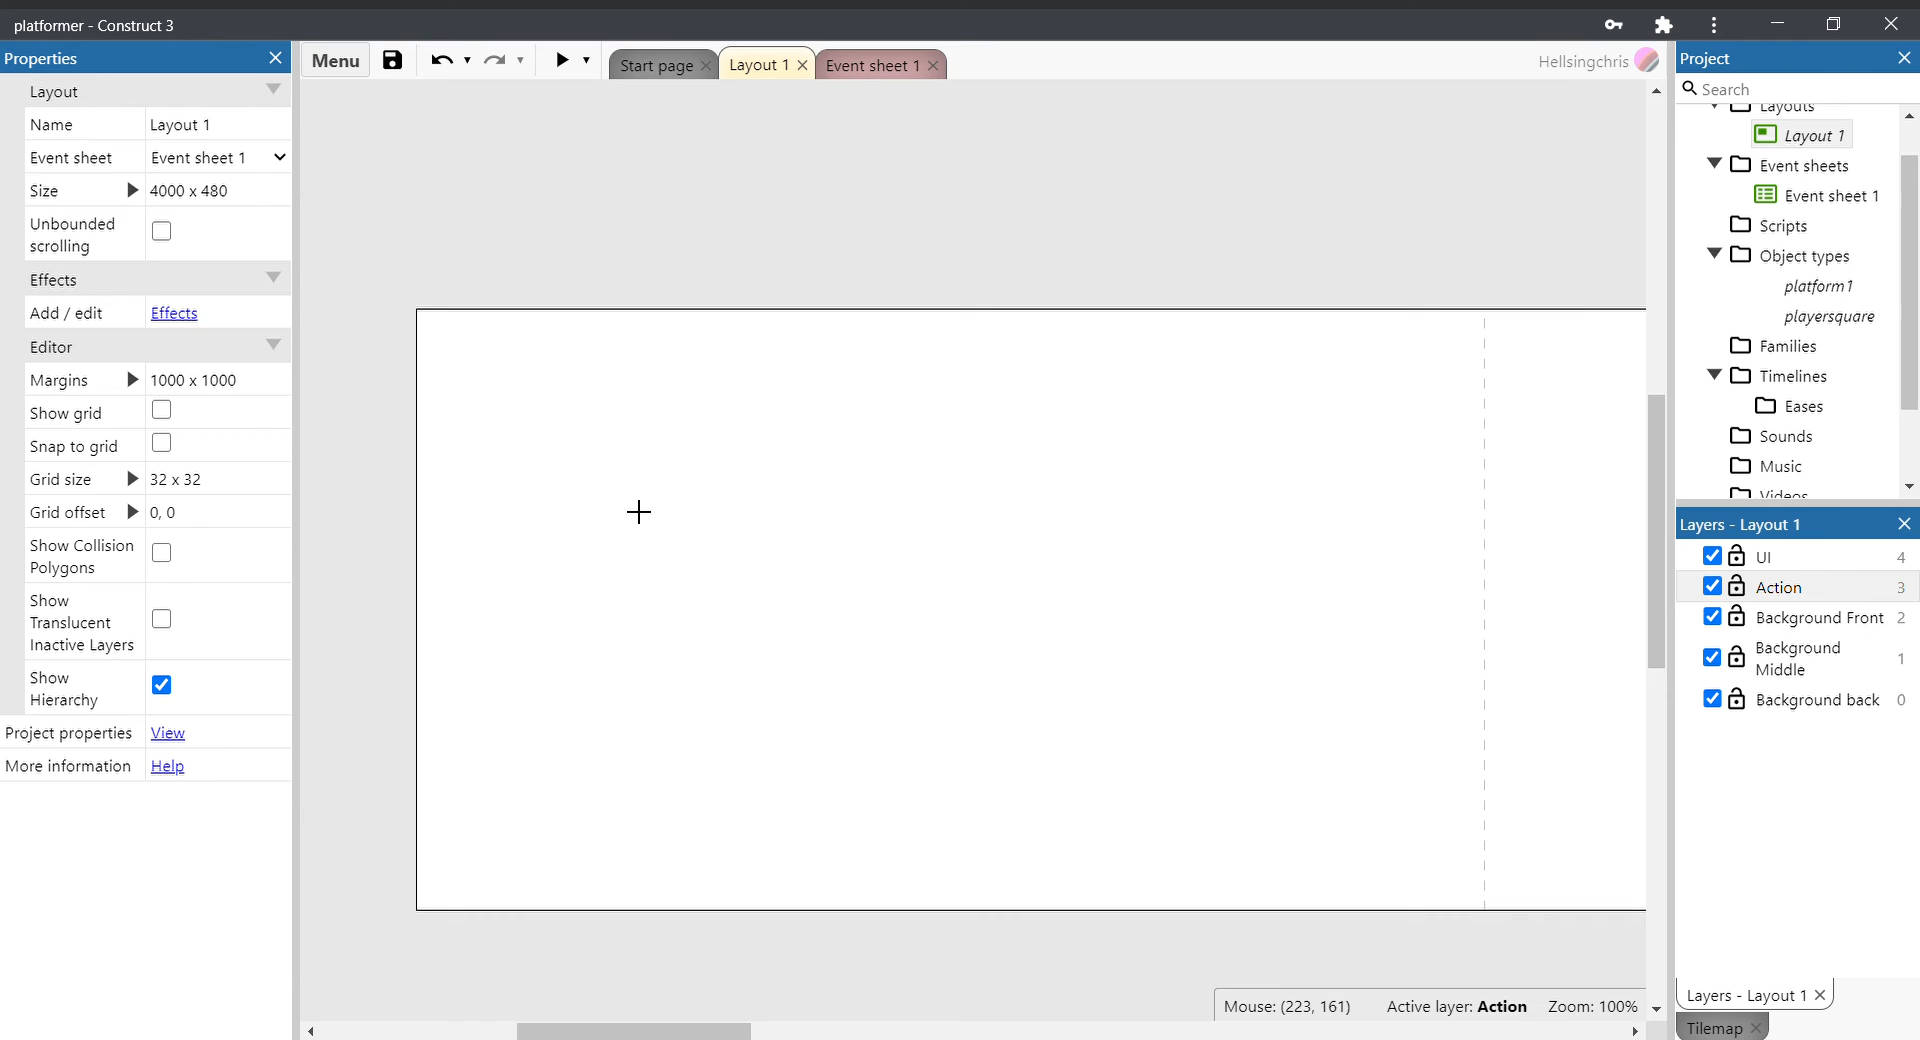 platformer - Construct 3
Properties
Layout
Name Layout 1
Event sheet Event sheet 1
Size 4000 x 480
Unbounded
scrolling
Effects
Add / edit Effects
Editor
Margins 1000 x 1000
Show grid
Snap to grid
Grid size 32 x 32
Grid offset 0, 0
Show Collision
Polygons
Show
Translucent
Inactive Layers
Show
Hierarchy
Project properties View
More information Help
Menu
Start page
Layout 1
Event sheet 1
Hellsingchris
Mouse: (223, 161) Active layer: Action Zoom: 100%
Project
Search
Layouts
Layout 1
Event sheets
Event sheet 1
Scripts
Object types
platform1
playersquare
Families
Timelines
Eases
Sounds
Music
Videos
Layers - Layout 1
UI 4
Action 3
Background Front 2
Background
Middle 1
Background back 0
Layers - Layout 1
Tilemap